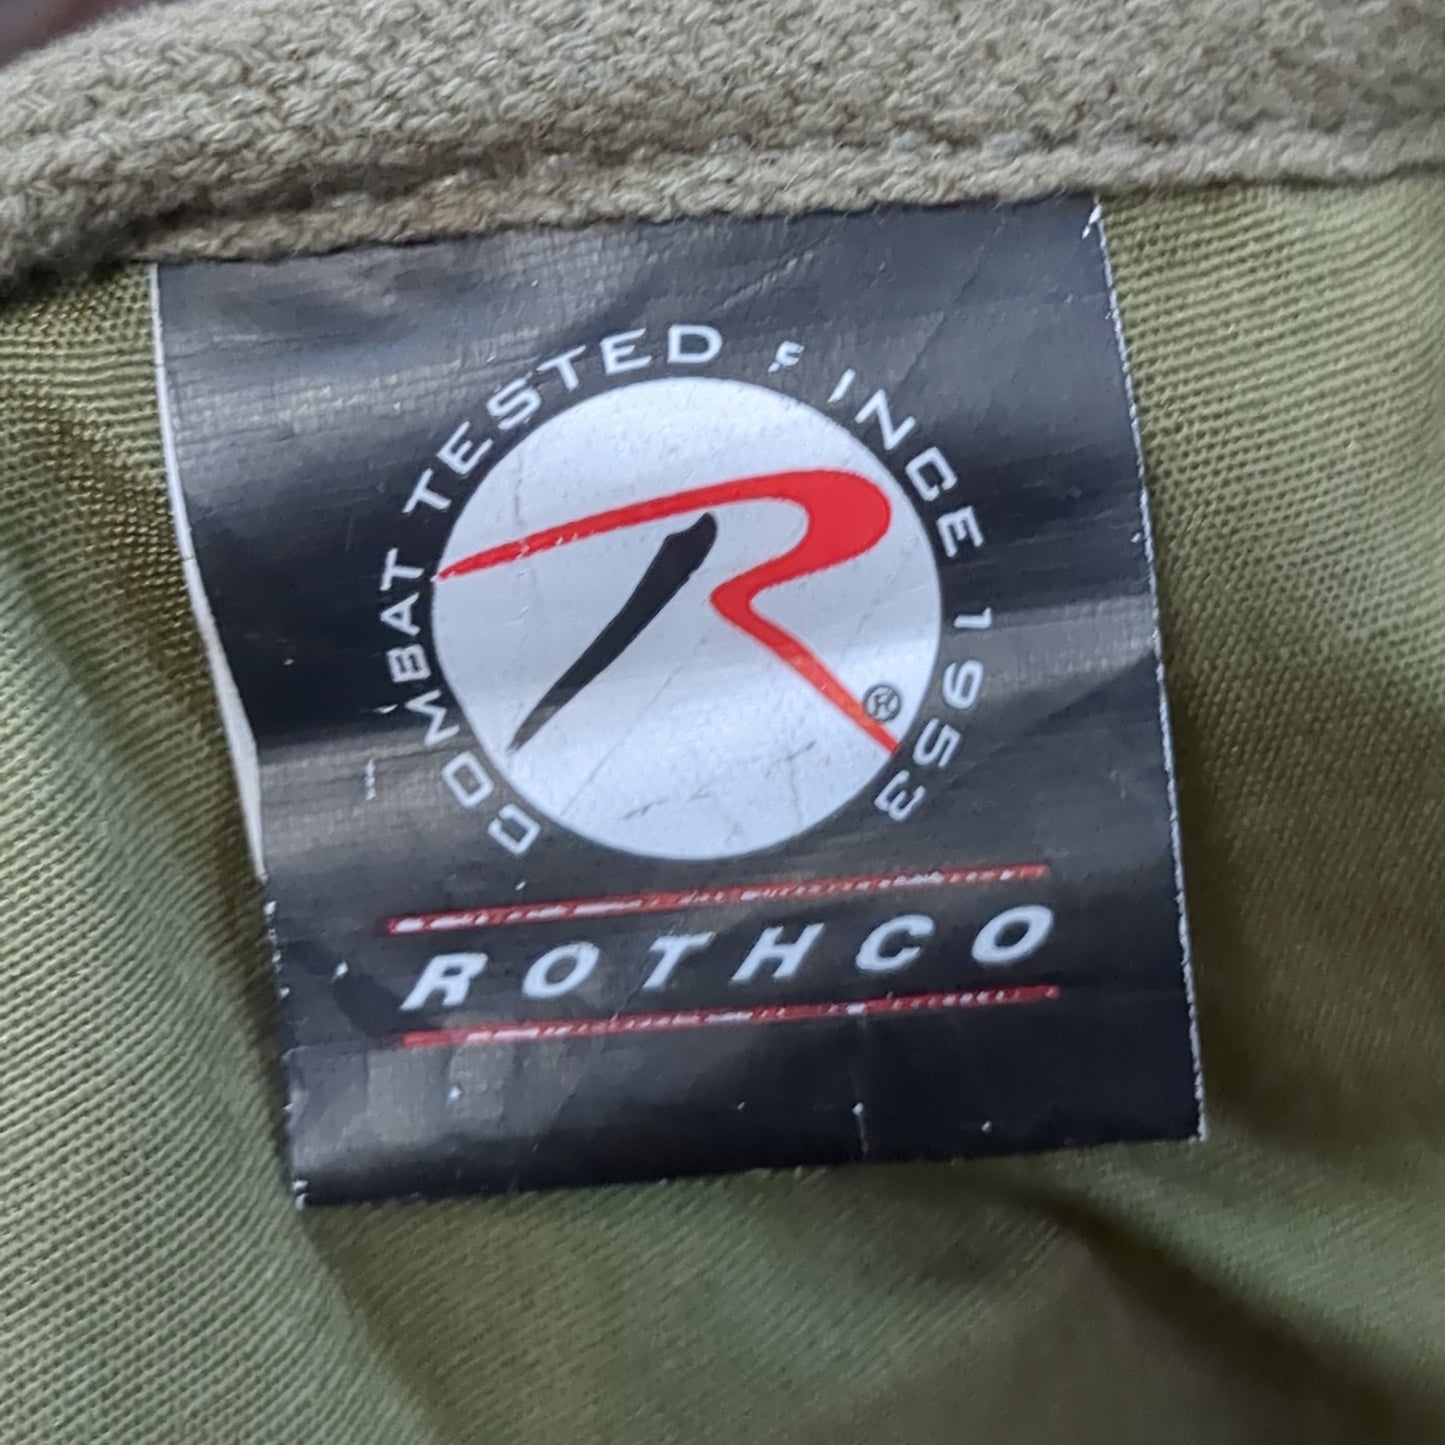 COMBAT TESTED SINCE 1953
R
®
ROTHCO